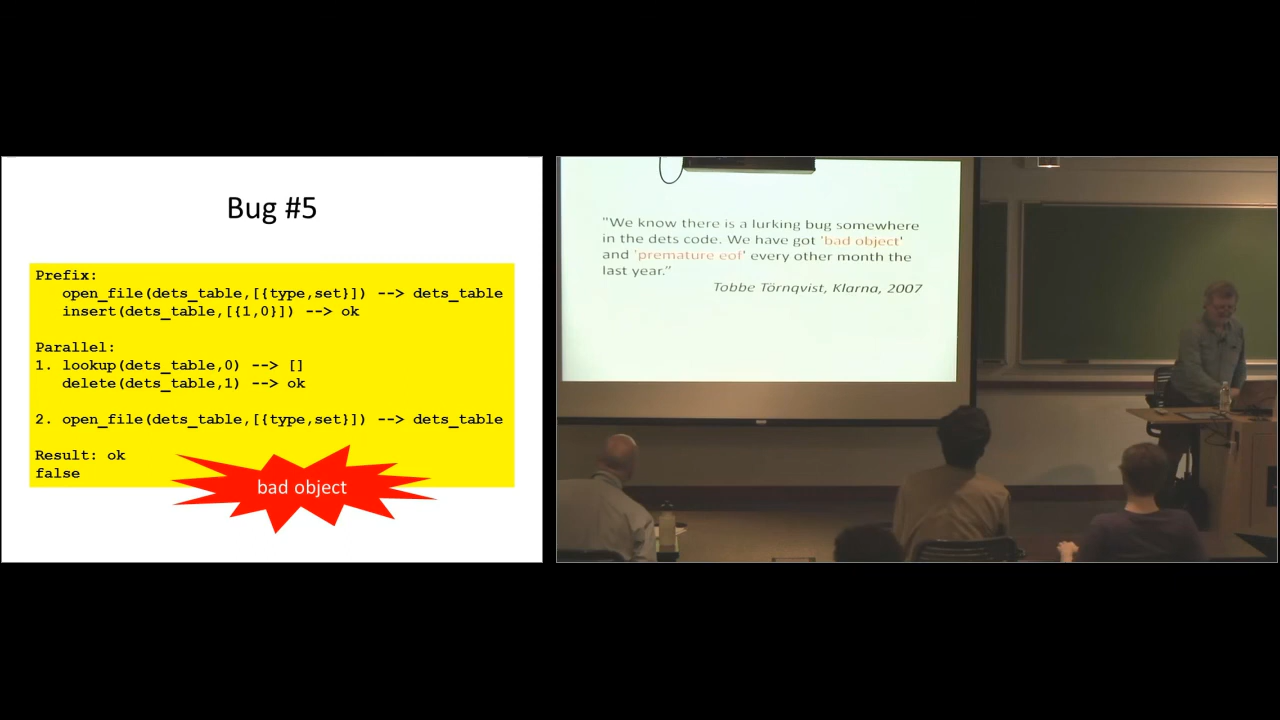 Bug #5
Prefix:
open_file(dets_table,[{type,set}]) --> dets_table
insert(dets_table,[{1,0}]) --> ok
Parallel:
1. lookup(dets_table,0) --> []
delete(dets_table,1) --> ok
2. open_file(dets_table,[{type,set}]) --> dets_table
Result: ok
false
bad object
"We know there is a lurking bug somewhere
in the dets code. We have got 'bad object'
and 'premature eof' every other month the
last year."
Tobbe Törnqvist, Klarna, 2007